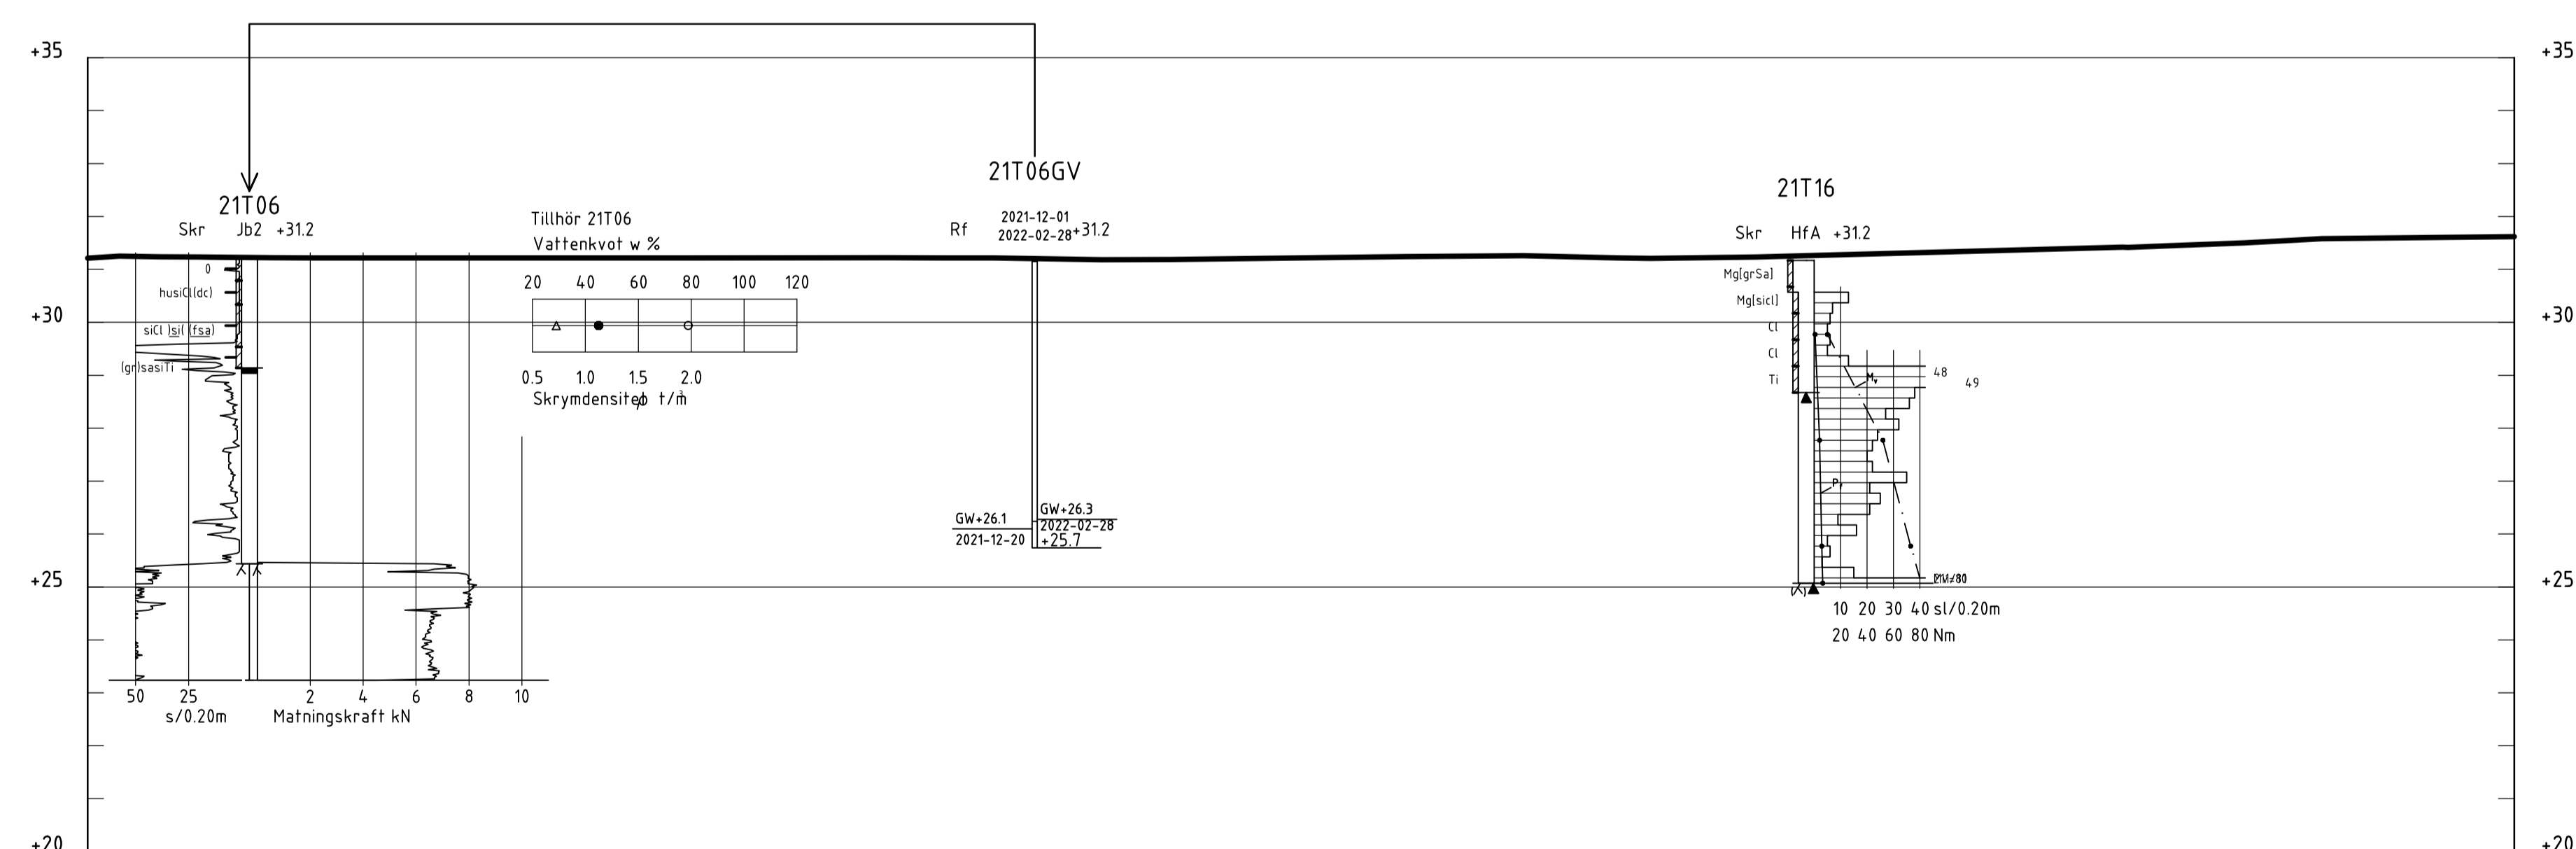 +35 +35
21T06GV
21T16
21T06
Skr Jb2 +31.2
Tillhör 21T06
Vattenkvot w %
Rf 2021-12-01 +31.2
2022-02-28
Skr HfA +31.2
0
husiCl(dc)
siCl )si( (fsa)
(gr)sasiTi
20 40 60 80 100 120
0.5 1.0 1.5 2.0
t/m³
Mg[grSa]
Mg[sicl]
Cl
Cl
Ti
48
49
Mv
+30 +30
GW+26.1
2021-12-20
GW+26.3
2022-02-28
+25.7
+25 +25
10 20 30 40 sl/0.20m
20 40 60 80 Nm
50 25 2 4 6 8 10
s/0.20m Matningskraft kN
+20 +20